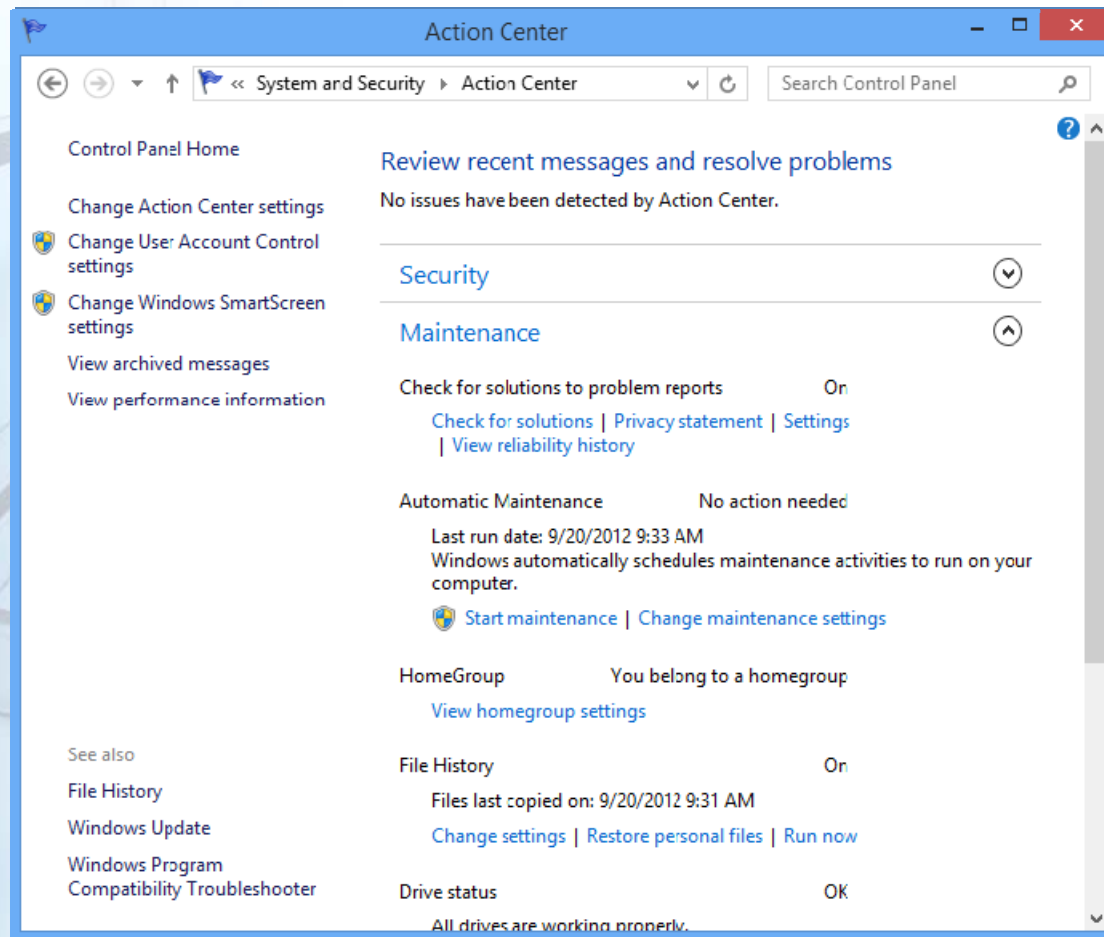 Action Center
« System and Security ▸ Action Center
Search Control Panel
Control Panel Home
Change Action Center settings
Change User Account Control
settings
Change Windows SmartScreen
settings
View archived messages
View performance information
See also
File History
Windows Update
Windows Program
Compatibility Troubleshooter
?
Review recent messages and resolve problems
No issues have been detected by Action Center.
Security
Maintenance
Check for solutions to problem reports On
Check for solutions | Privacy statement | Settings
| View reliability history
Automatic Maintenance No action needed
Last run date: 9/20/2012 9:33 AM
Windows automatically schedules maintenance activities to run on your
computer.
Start maintenance | Change maintenance settings
HomeGroup You belong to a homegroup
View homegroup settings
File History On
Files last copied on: 9/20/2012 9:31 AM
Change settings | Restore personal files | Run now
Drive status OK
All drives are working properly.